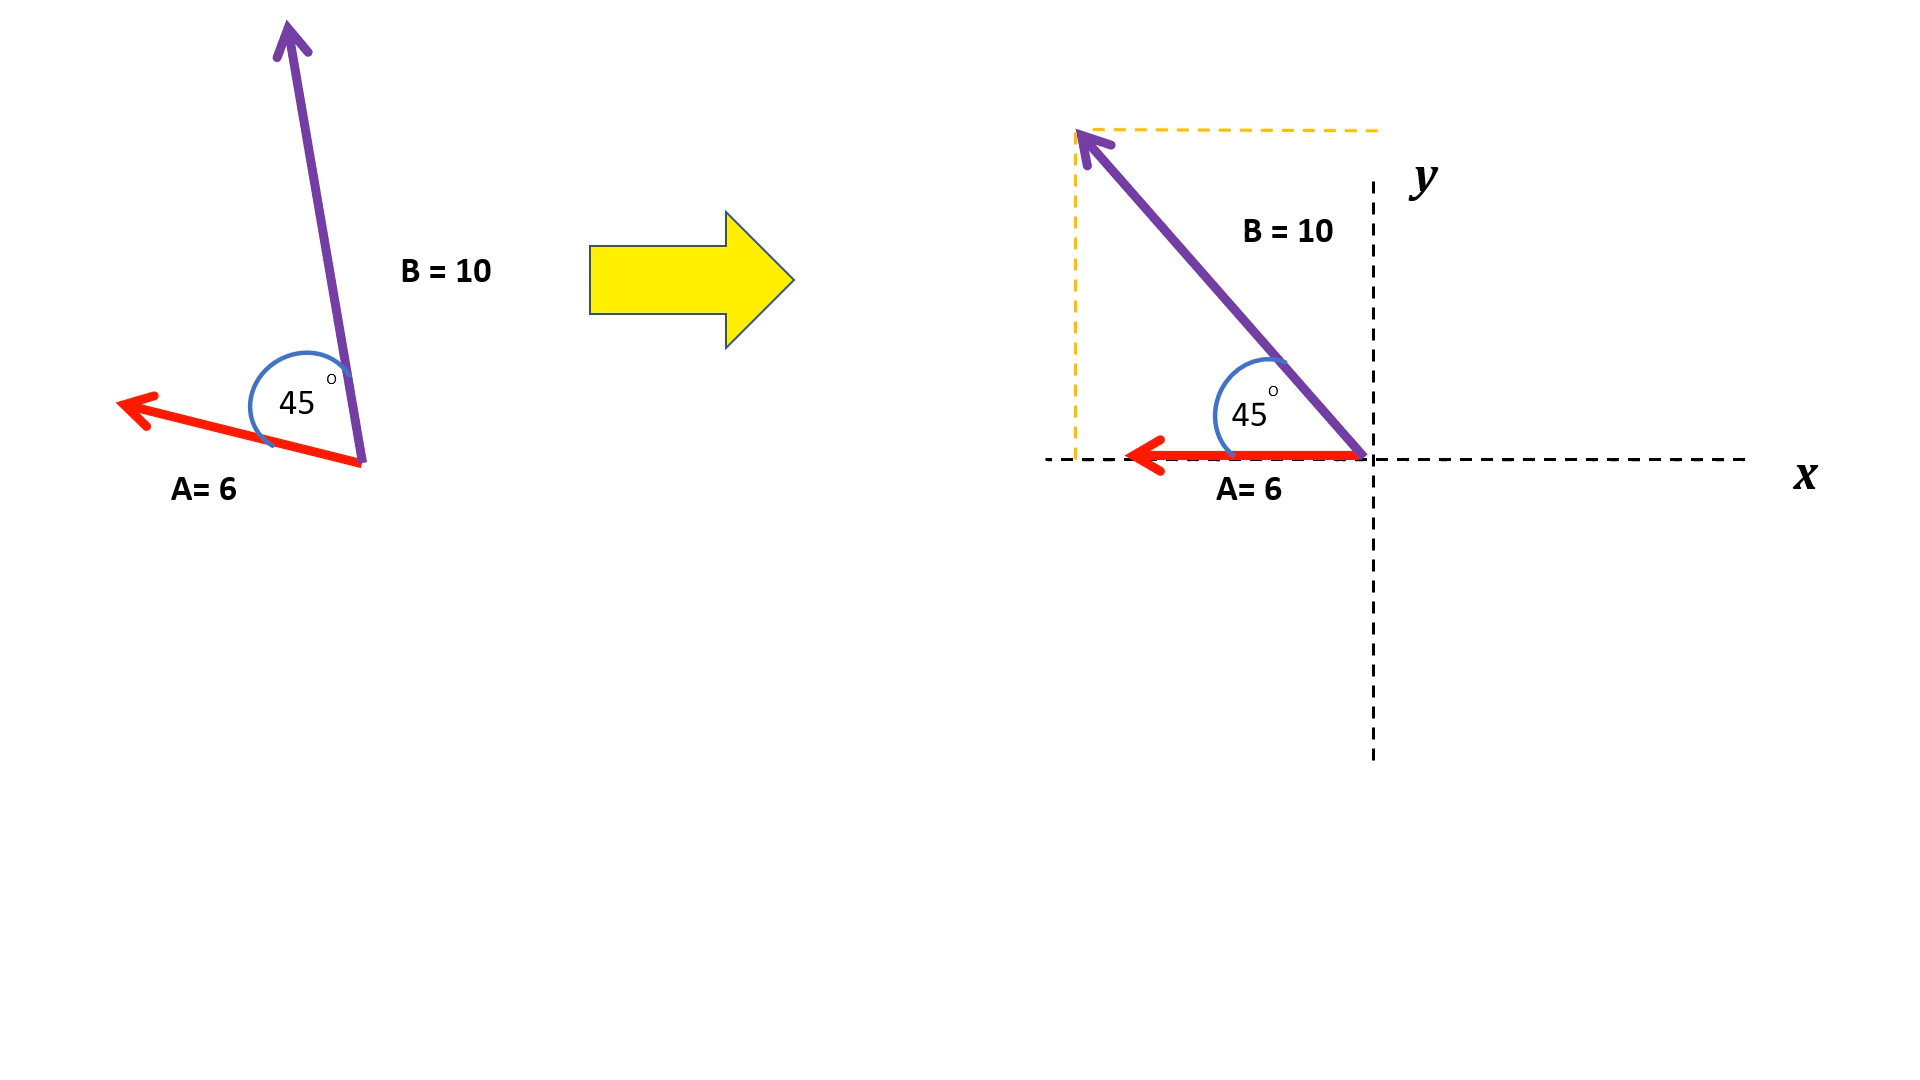 B = 10
45 o
A= 6
y
B = 10
45 o
x
A= 6